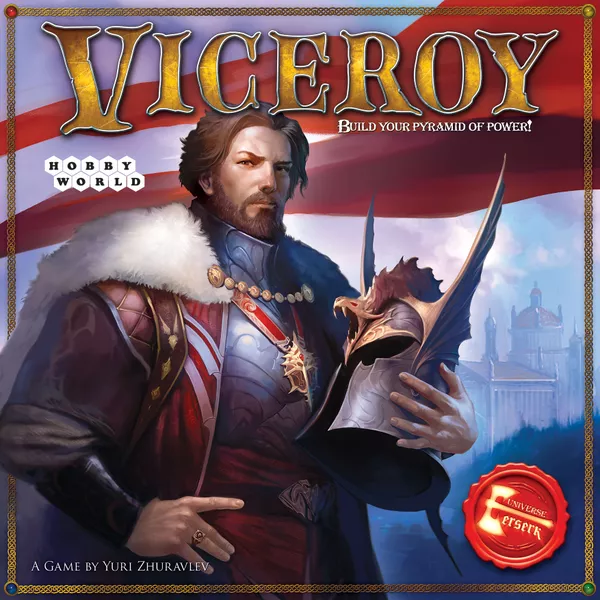 VICEROY
BUILD YOUR PYRAMID OF POWER!
HOBBY
WORLD
UNIVERSE
Berserk
A GAME BY YURI ZHURAVLEV